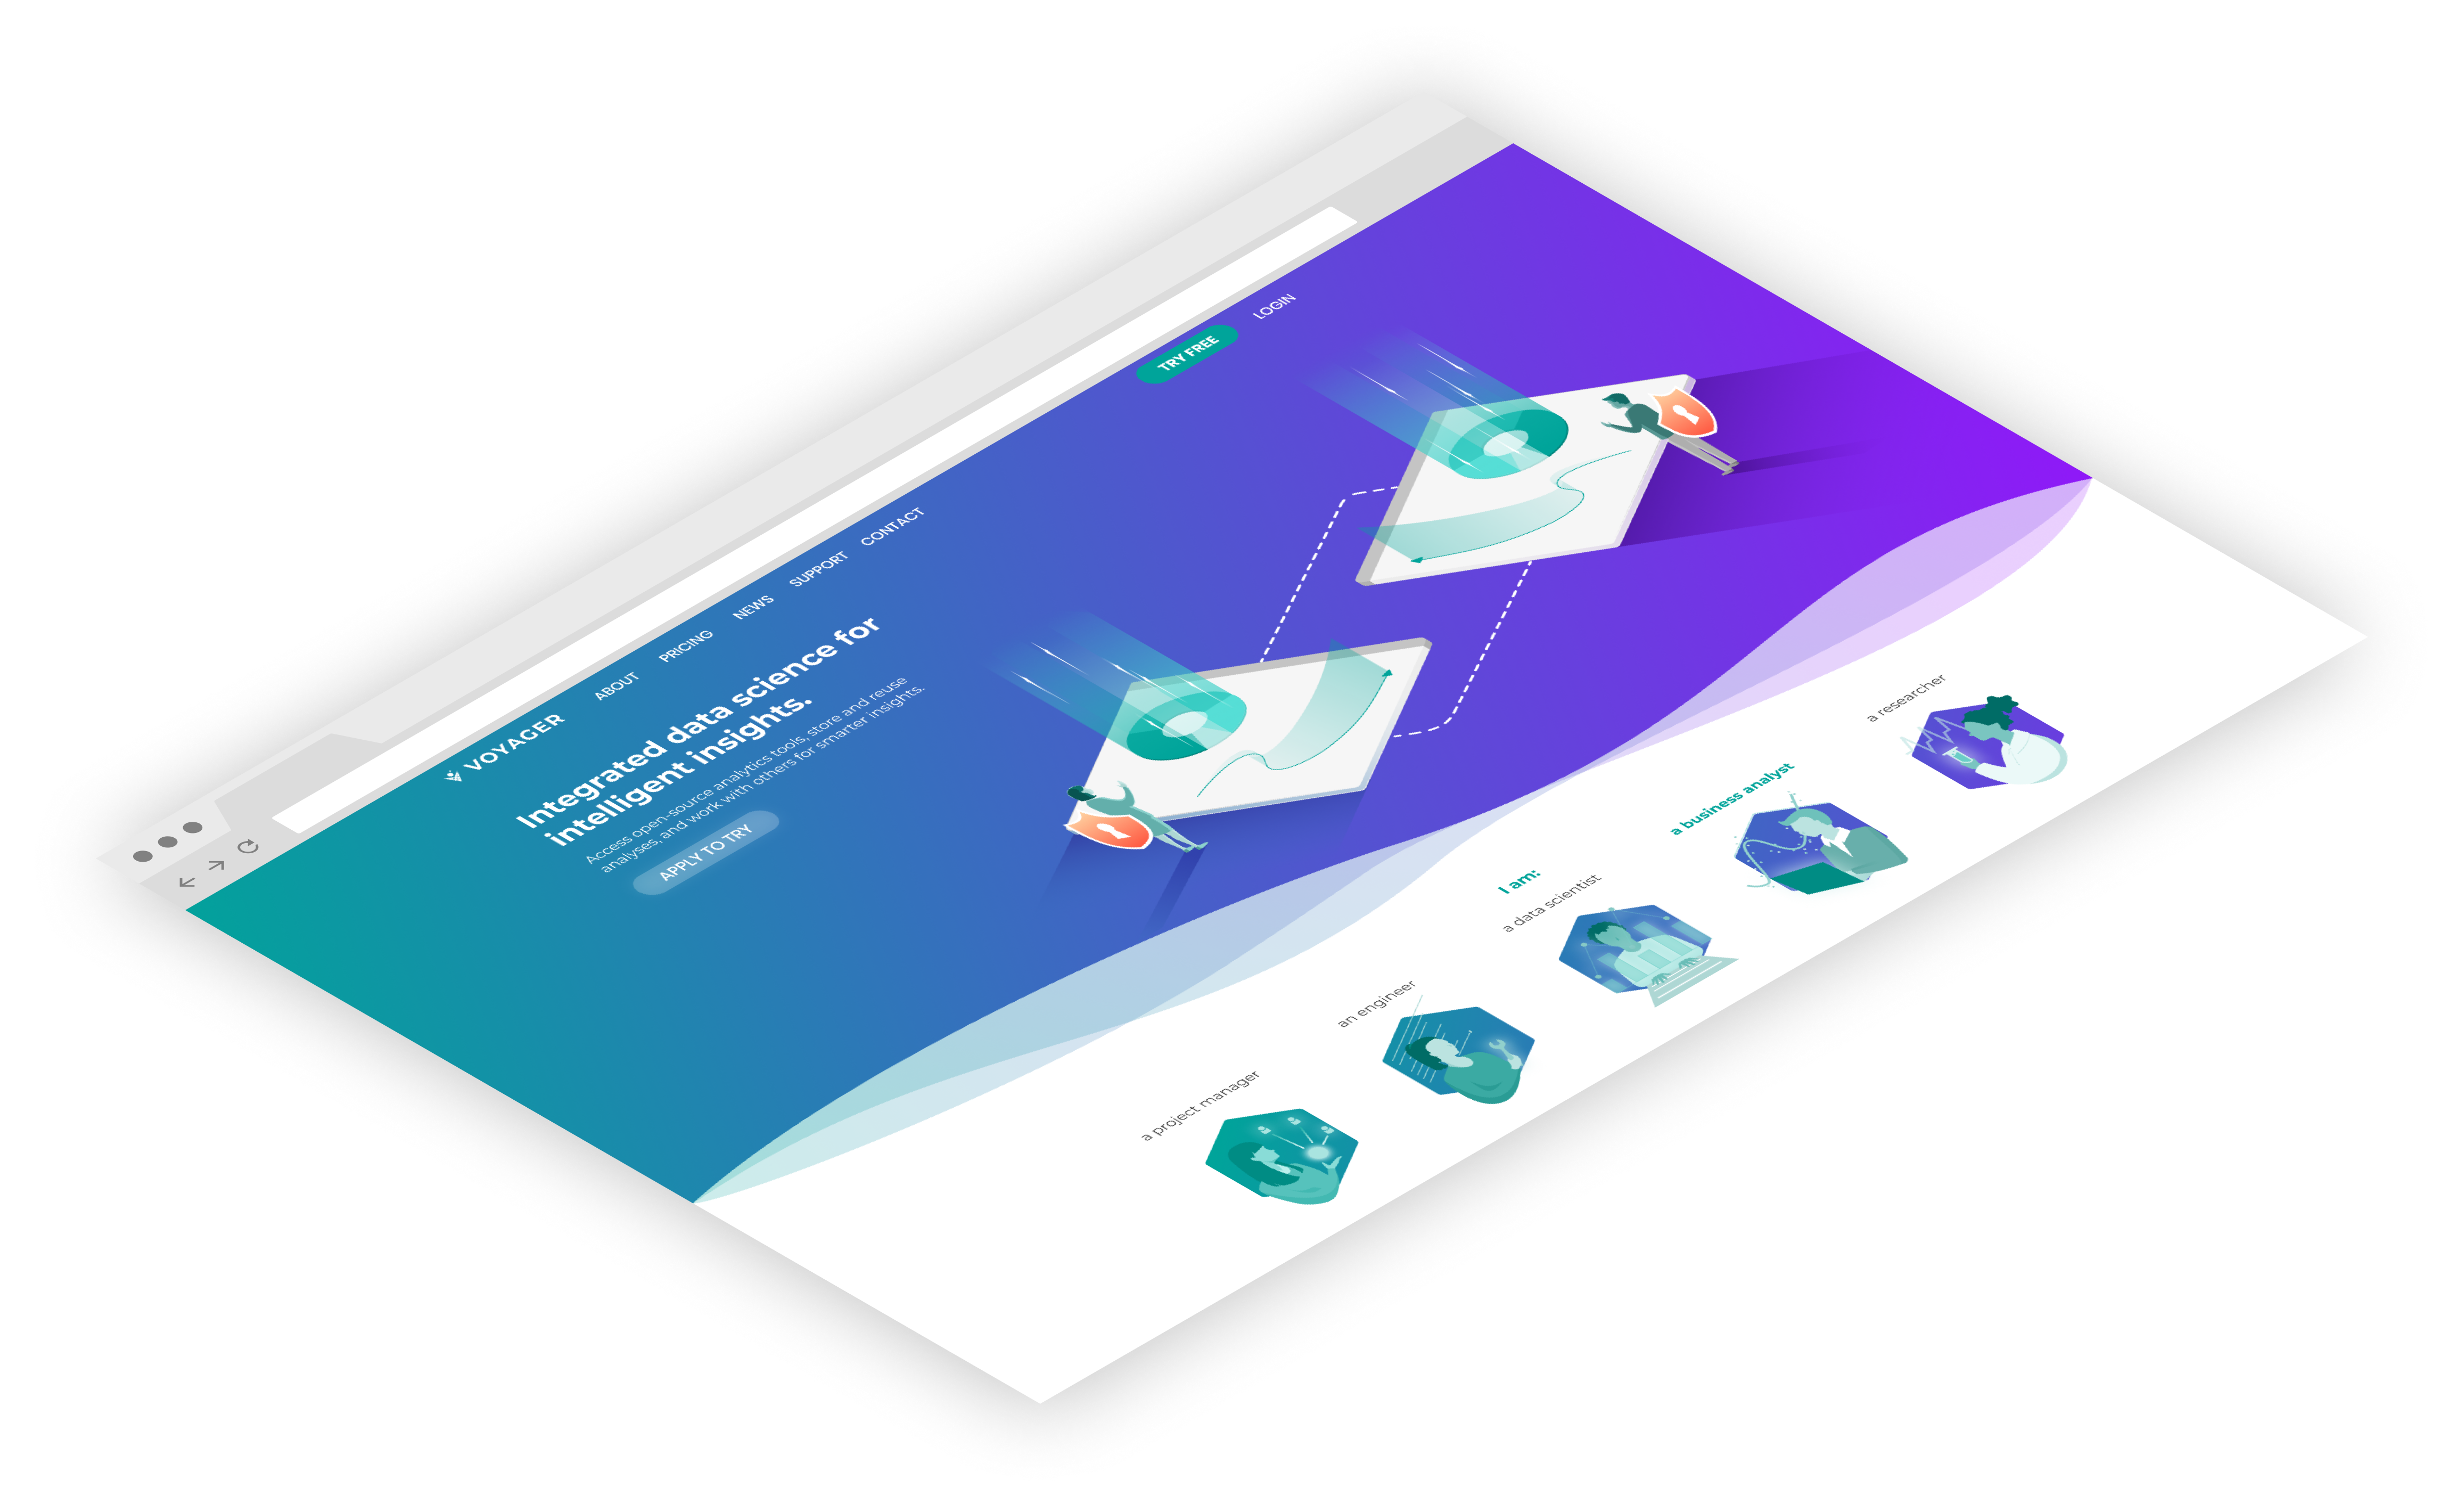 VOYAGER
ABOUT
PRICING
NEWS
SUPPORT
CONTACT
TRY FREE
LOGIN
Integrated data science for
intelligent insights.
Access open-source analytics tools, store and reuse
analyses, and work with others for smarter insights.
APPLY TO TRY
I am:
a project manager
an engineer
a data scientist
a business analyst
a researcher